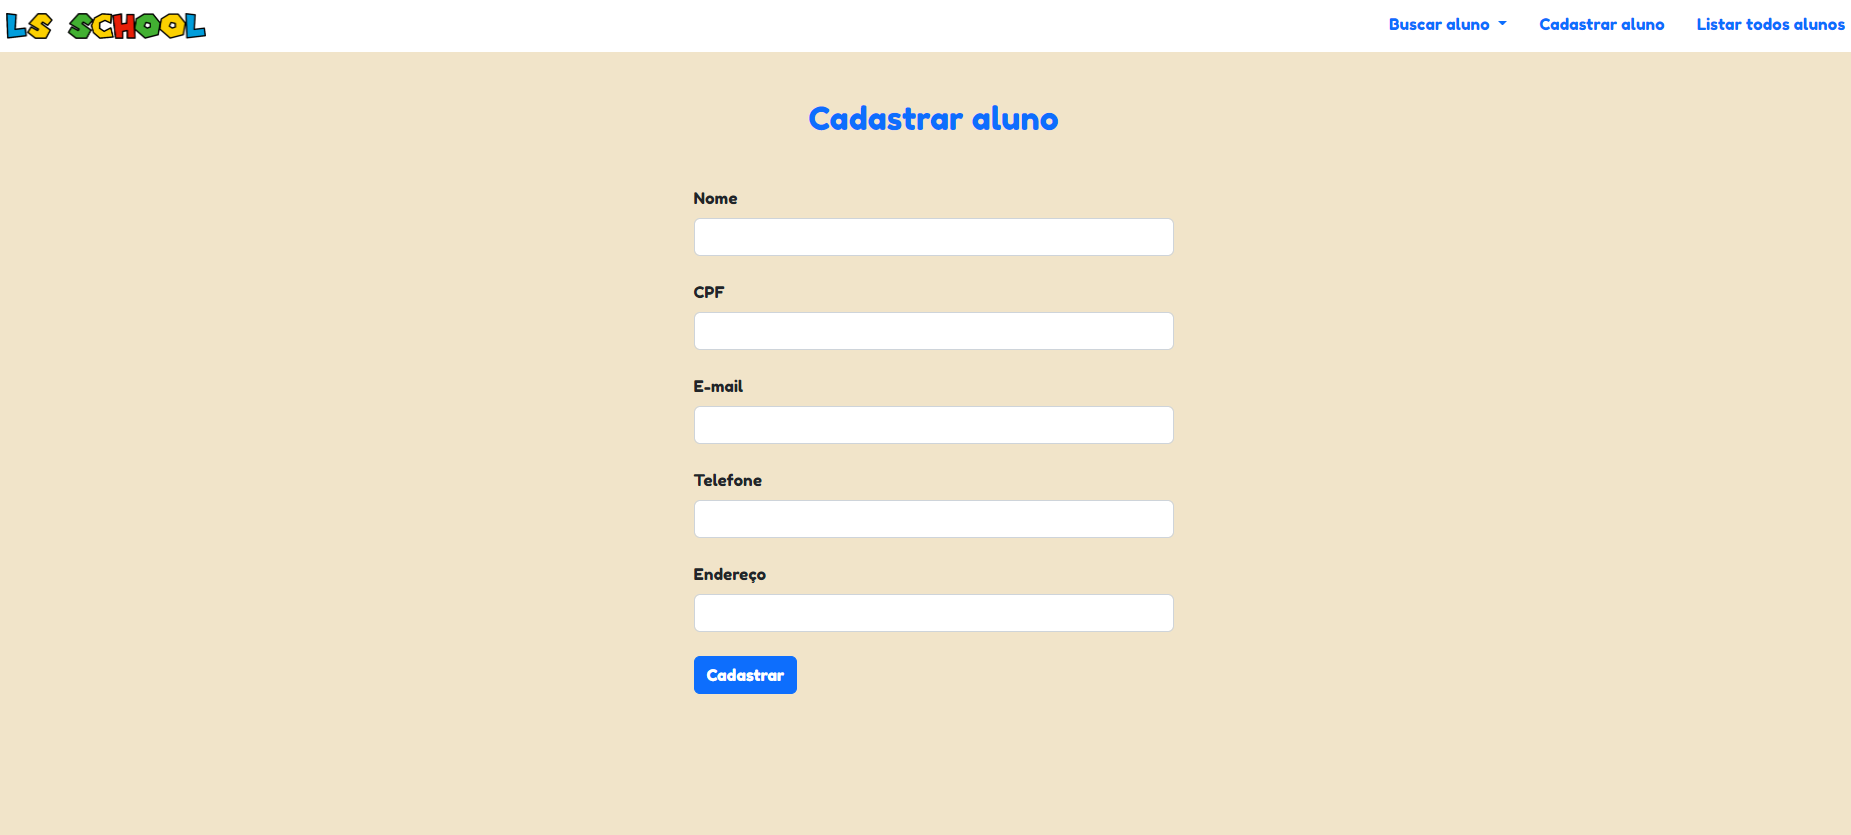 LS SCHOOL
Buscar aluno
Cadastrar aluno
Listar todos alunos
Cadastrar aluno
Nome
CPF
E-mail
Telefone
Endereço
Cadastrar